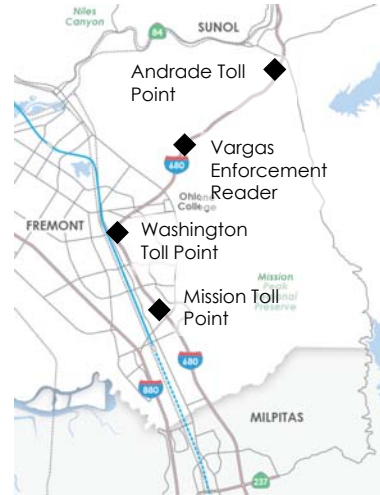 Niles
Canyon
84
SUNOL
Andrade Toll
Point
Vargas
Enforcement
Reader
680
Ohlone
College
FREMONT
Washington
Toll Point
Mission
Peak
Regional
Preserve
Mission Toll
Point
680
880
MILPITAS
237